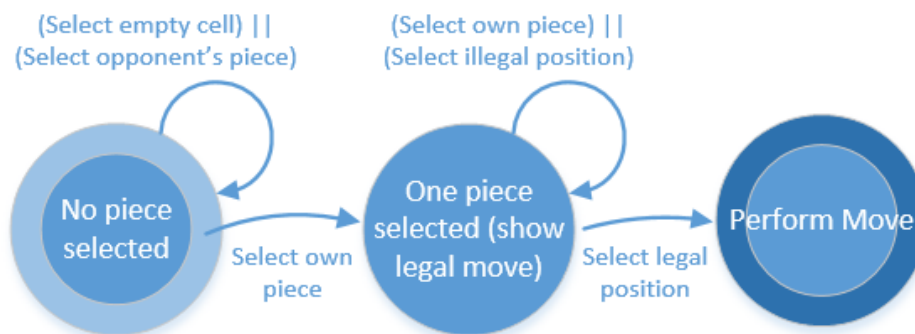 (Select empty cell) ||
(Select opponent’s piece)
(Select own piece) ||
(Select illegal position)
No piece
selected
Select own
piece
One piece
selected (show
legal move)
Select legal
position
Perform Move